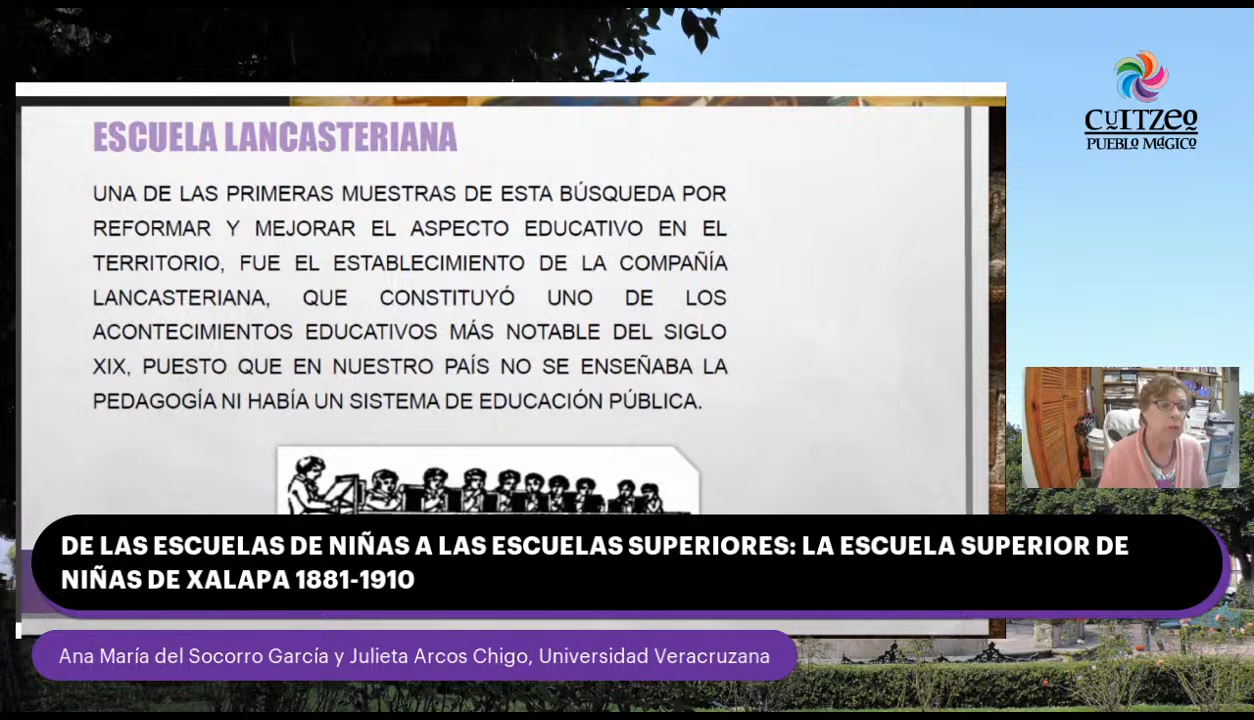 ESCUELA LANCASTERIANA
UNA DE LAS PRIMERAS MUESTRAS DE ESTA BÚSQUEDA POR
REFORMAR Y MEJORAR EL ASPECTO EDUCATIVO EN EL
TERRITORIO, FUE EL ESTABLECIMIENTO DE LA COMPAÑÍA
LANCASTERIANA, QUE CONSTITUYÓ UNO DE LOS
ACONTECIMIENTOS EDUCATIVOS MÁS NOTABLE DEL SIGLO
XIX, PUESTO QUE EN NUESTRO PAÍS NO SE ENSEÑABA LA
PEDAGOGÍA NI HABÍA UN SISTEMA DE EDUCACIÓN PÚBLICA.
CUITZEO
PUEBLO MÁGICO
DE LAS ESCUELAS DE NIÑAS A LAS ESCUELAS SUPERIORES: LA ESCUELA SUPERIOR DE
NIÑAS DE XALAPA 1881-1910
Ana María del Socorro García y Julieta Arcos Chigo, Universidad Veracruzana